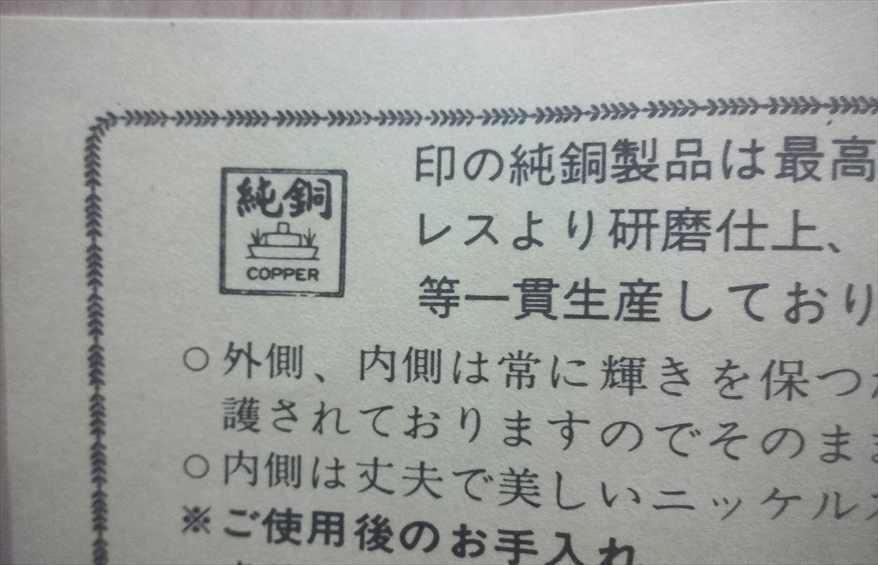 純銅
COPPER
印の純銅製品は最高
レスより研磨仕上、
等一貫生産しており
○外側、内側は常に輝きを保つ
護されておりますのでそのま
○内側は丈夫で美しいニッケル
※ご使用後のお手入れ